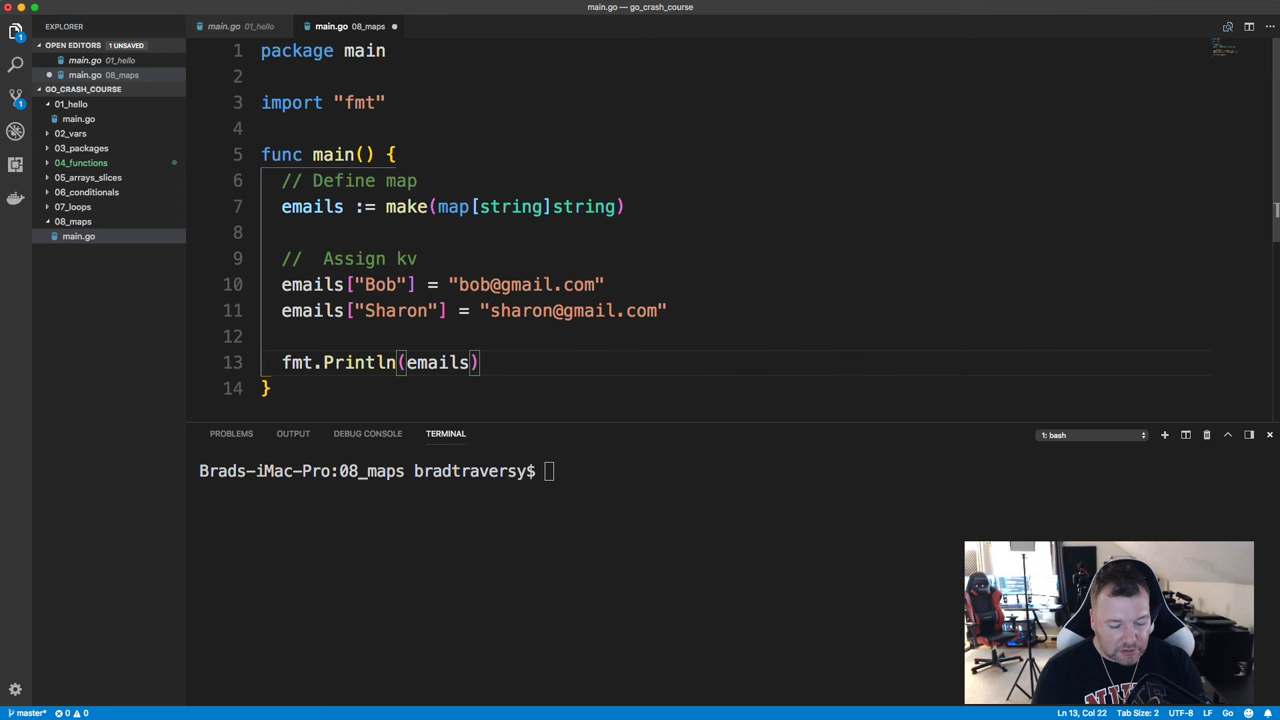 main.go — go_crash_course
EXPLORER
OPEN EDITORS 1 UNSAVED
main.go 01_hello
main.go 08_maps
GO_CRASH_COURSE
01_hello
main.go
02_vars
03_packages
04_functions
05_arrays_slices
06_conditionals
07_loops
08_maps
main.go
1
1
main.go 01_hello
main.go 08_maps
1 package main
2
3 import "fmt"
4
5 func main() {
6 // Define map
7 emails := make(map[string]string)
8
9 //  Assign kv
10 emails["Bob"] = "bob@gmail.com"
11 emails["Sharon"] = "sharon@gmail.com"
12
13 fmt.Println(emails)
14 }
PROBLEMS OUTPUT DEBUG CONSOLE TERMINAL
1: bash
Brads-iMac-Pro:08_maps bradtraversy$
master* 0 0
Ln 13, Col 22 Tab Size: 2 UTF-8 LF Go